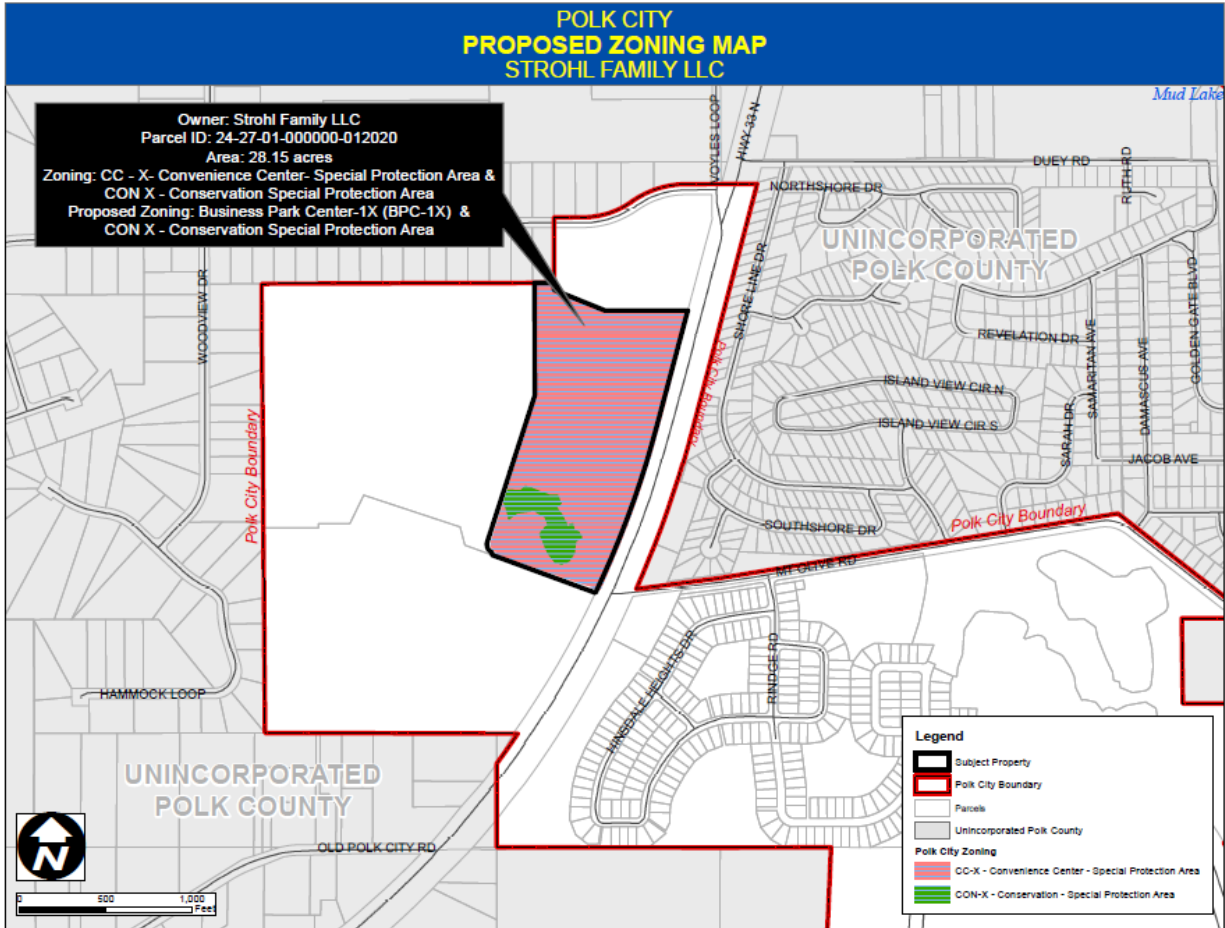 POLK CITY
PROPOSED ZONING MAP
STROHL FAMILY LLC
Mud Lake
Owner: Strohl Family LLC
Parcel ID: 24-27-01-000000-012020
Area: 28.15 acres
Zoning: CC - X- Convenience Center- Special Protection Area &
CON X - Conservation Special Protection Area
Proposed Zoning: Business Park Center-1X (BPC-1X) &
CON X - Conservation Special Protection Area
VOYLES LOOP
HWY 33 N
DUEY RD
RUTH RD
NORTHSHORE DR
UNINCORPORATED
POLK COUNTY
WOODVIEW DR
SHORE LINE DR
GOLDEN GATE BLVD
REVELATION DR
SAMARITAN AVE
DAMASCUS AVE
Polk City Boundary
ISLAND VIEW CIR N
ISLAND VIEW CIR S
SARAH DR
JACOB AVE
Polk City Boundary
SOUTHSHORE DR
Polk City Boundary
MT OLIVE RD
HAMMOCK LOOP
HINSDALE HEIGHTS DR
RINDGE RD
UNINCORPORATED
POLK COUNTY
OLD POLK CITY RD
N
0 500 1,000
Feet
Legend
Subject Property
Polk City Boundary
Parcels
Unincorporated Polk County
Polk City Zoning
CC-X - Convenience Center - Special Protection Area
CON-X - Conservation - Special Protection Area